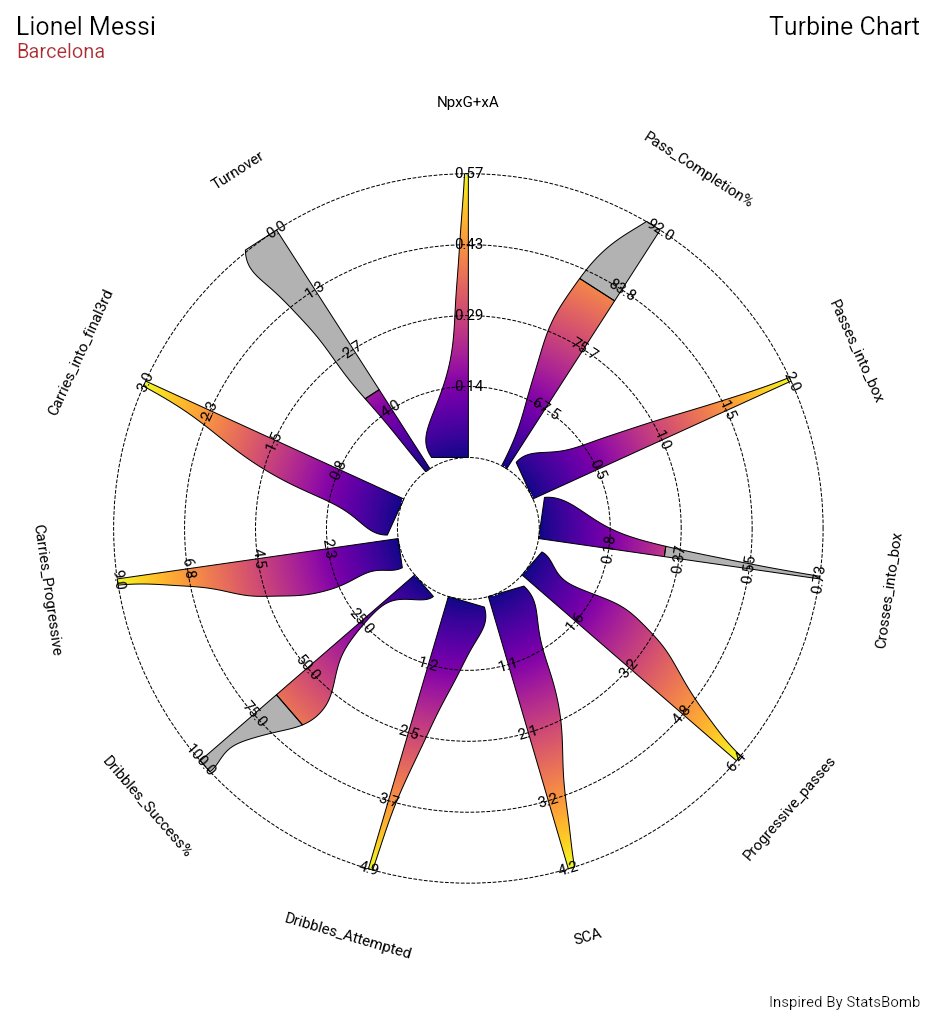 Lionel Messi
Barcelona
Turbine Chart
NpxG+xA
0.57
0.43
0.29
0.14
Pass_Completion%
92.0
83.8
75.7
67.5
Passes_into_box
2.0
1.5
1.0
0.5
Crosses_into_box
0.73
0.55
0.37
0.18
Progressive_passes
6.4
4.8
3.2
1.6
SCA
4.2
3.2
2.1
1.1
Dribbles_Attempted
4.9
3.7
2.5
1.2
Dribbles_Success%
100.0
75.0
50.0
25.0
Carries_Progressive
9.0
6.8
4.5
2.3
Carries_into_final3rd
3.0
2.3
1.5
0.8
Turnover
0.0
1.3
2.7
4.0
Inspired By StatsBomb